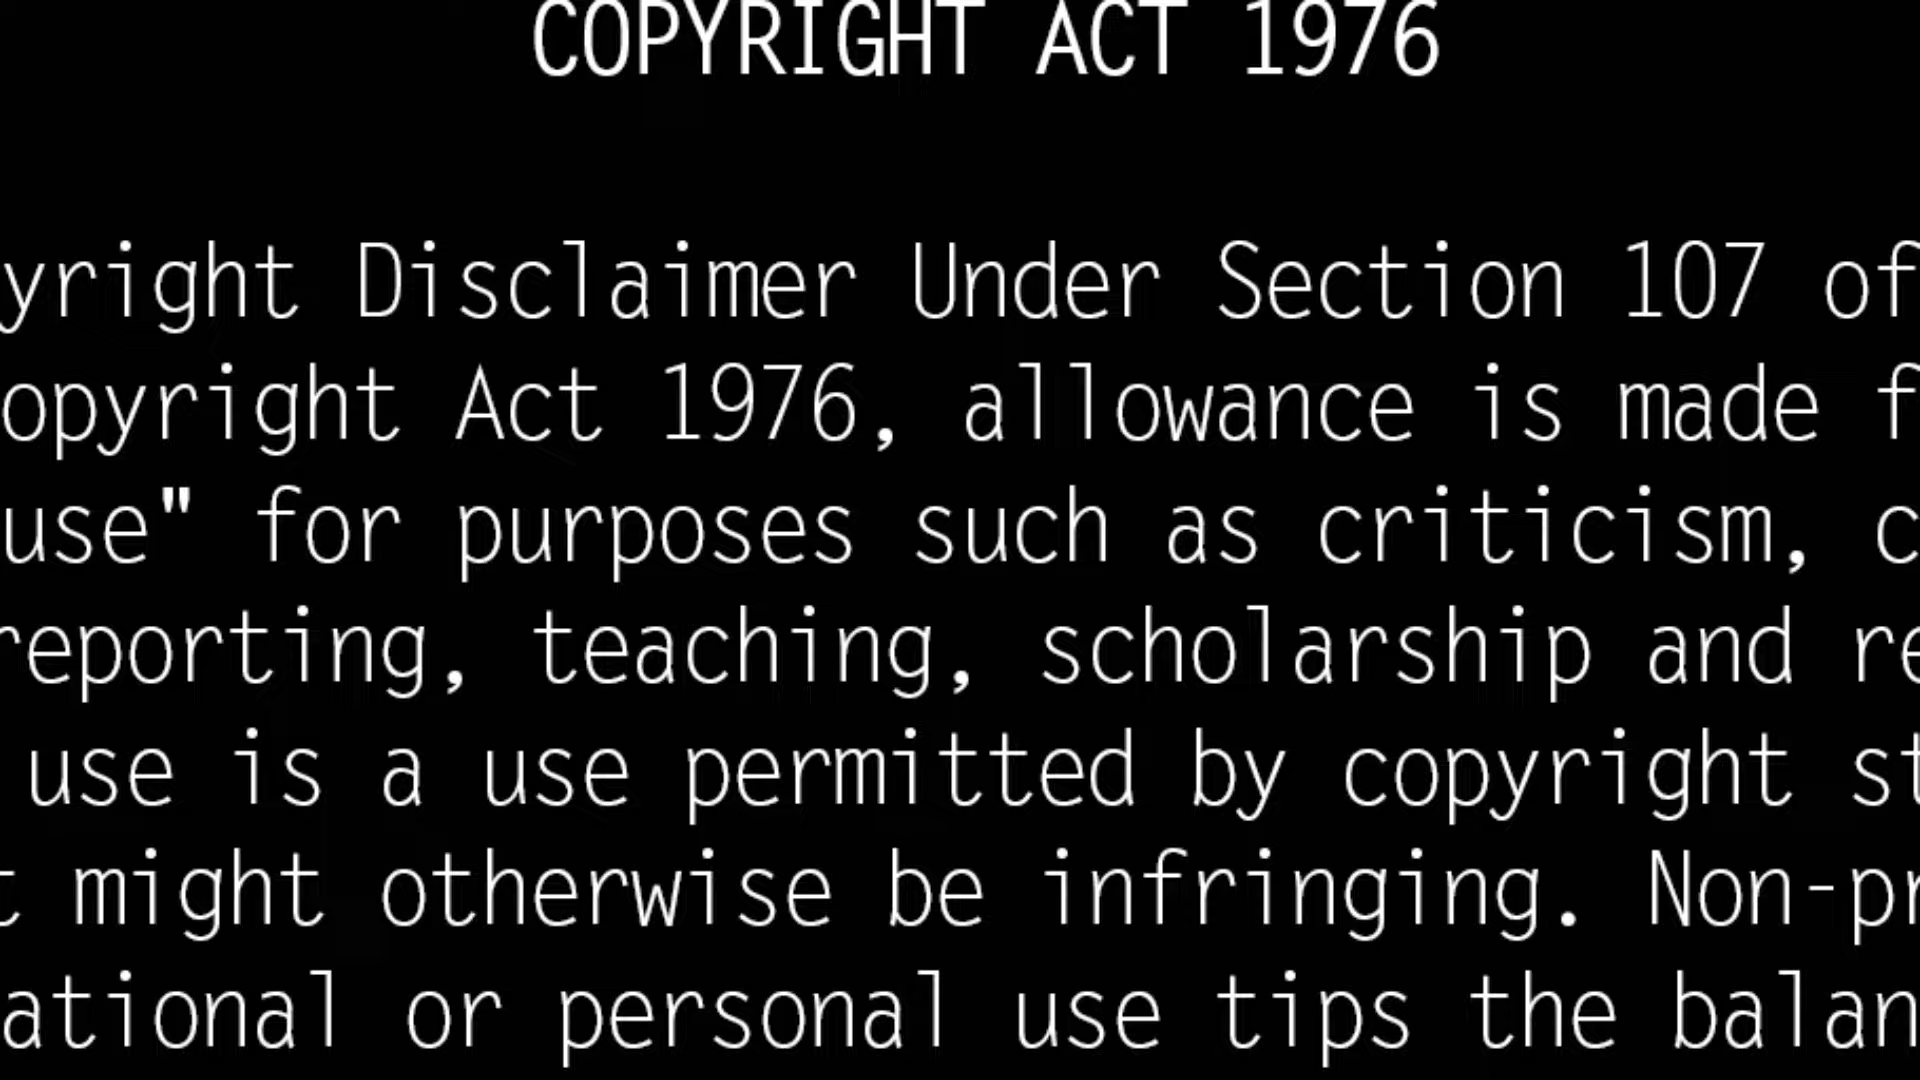 COPYRIGHT ACT 1976
yright Disclaimer Under Section 107 of
opyright Act 1976, allowance is made f
use" for purposes such as criticism, c
reporting, teaching, scholarship and re
use is a use permitted by copyright st
t might otherwise be infringing. Non-pr
ational or personal use tips the balan